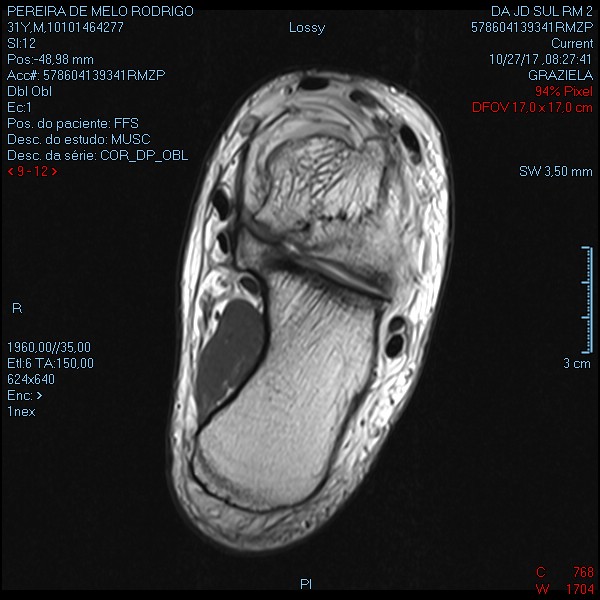 PEREIRA DE MELO RODRIGO
31Y,M,10101464277
Sl:12
Pos:-48,98 mm
Acc#: 578604139341RMZP
Dbl Obl
Ec:1
Pos. do paciente: FFS
Desc. do estudo: MUSC
Desc. da série: COR_DP_OBL
< 9 - 12 >
Lossy
DA JD SUL RM 2
578604139341RMZP
Current
10/27/17 ,08:27:41
GRAZIELA
94% Pixel
DFOV 17,0 x 17,0 cm
SW 3,50 mm
R
1960,00//35,00
Etl:6 TA:150,00
624x640
Enc: >
1nex
3 cm
PI
C 768
W 1704